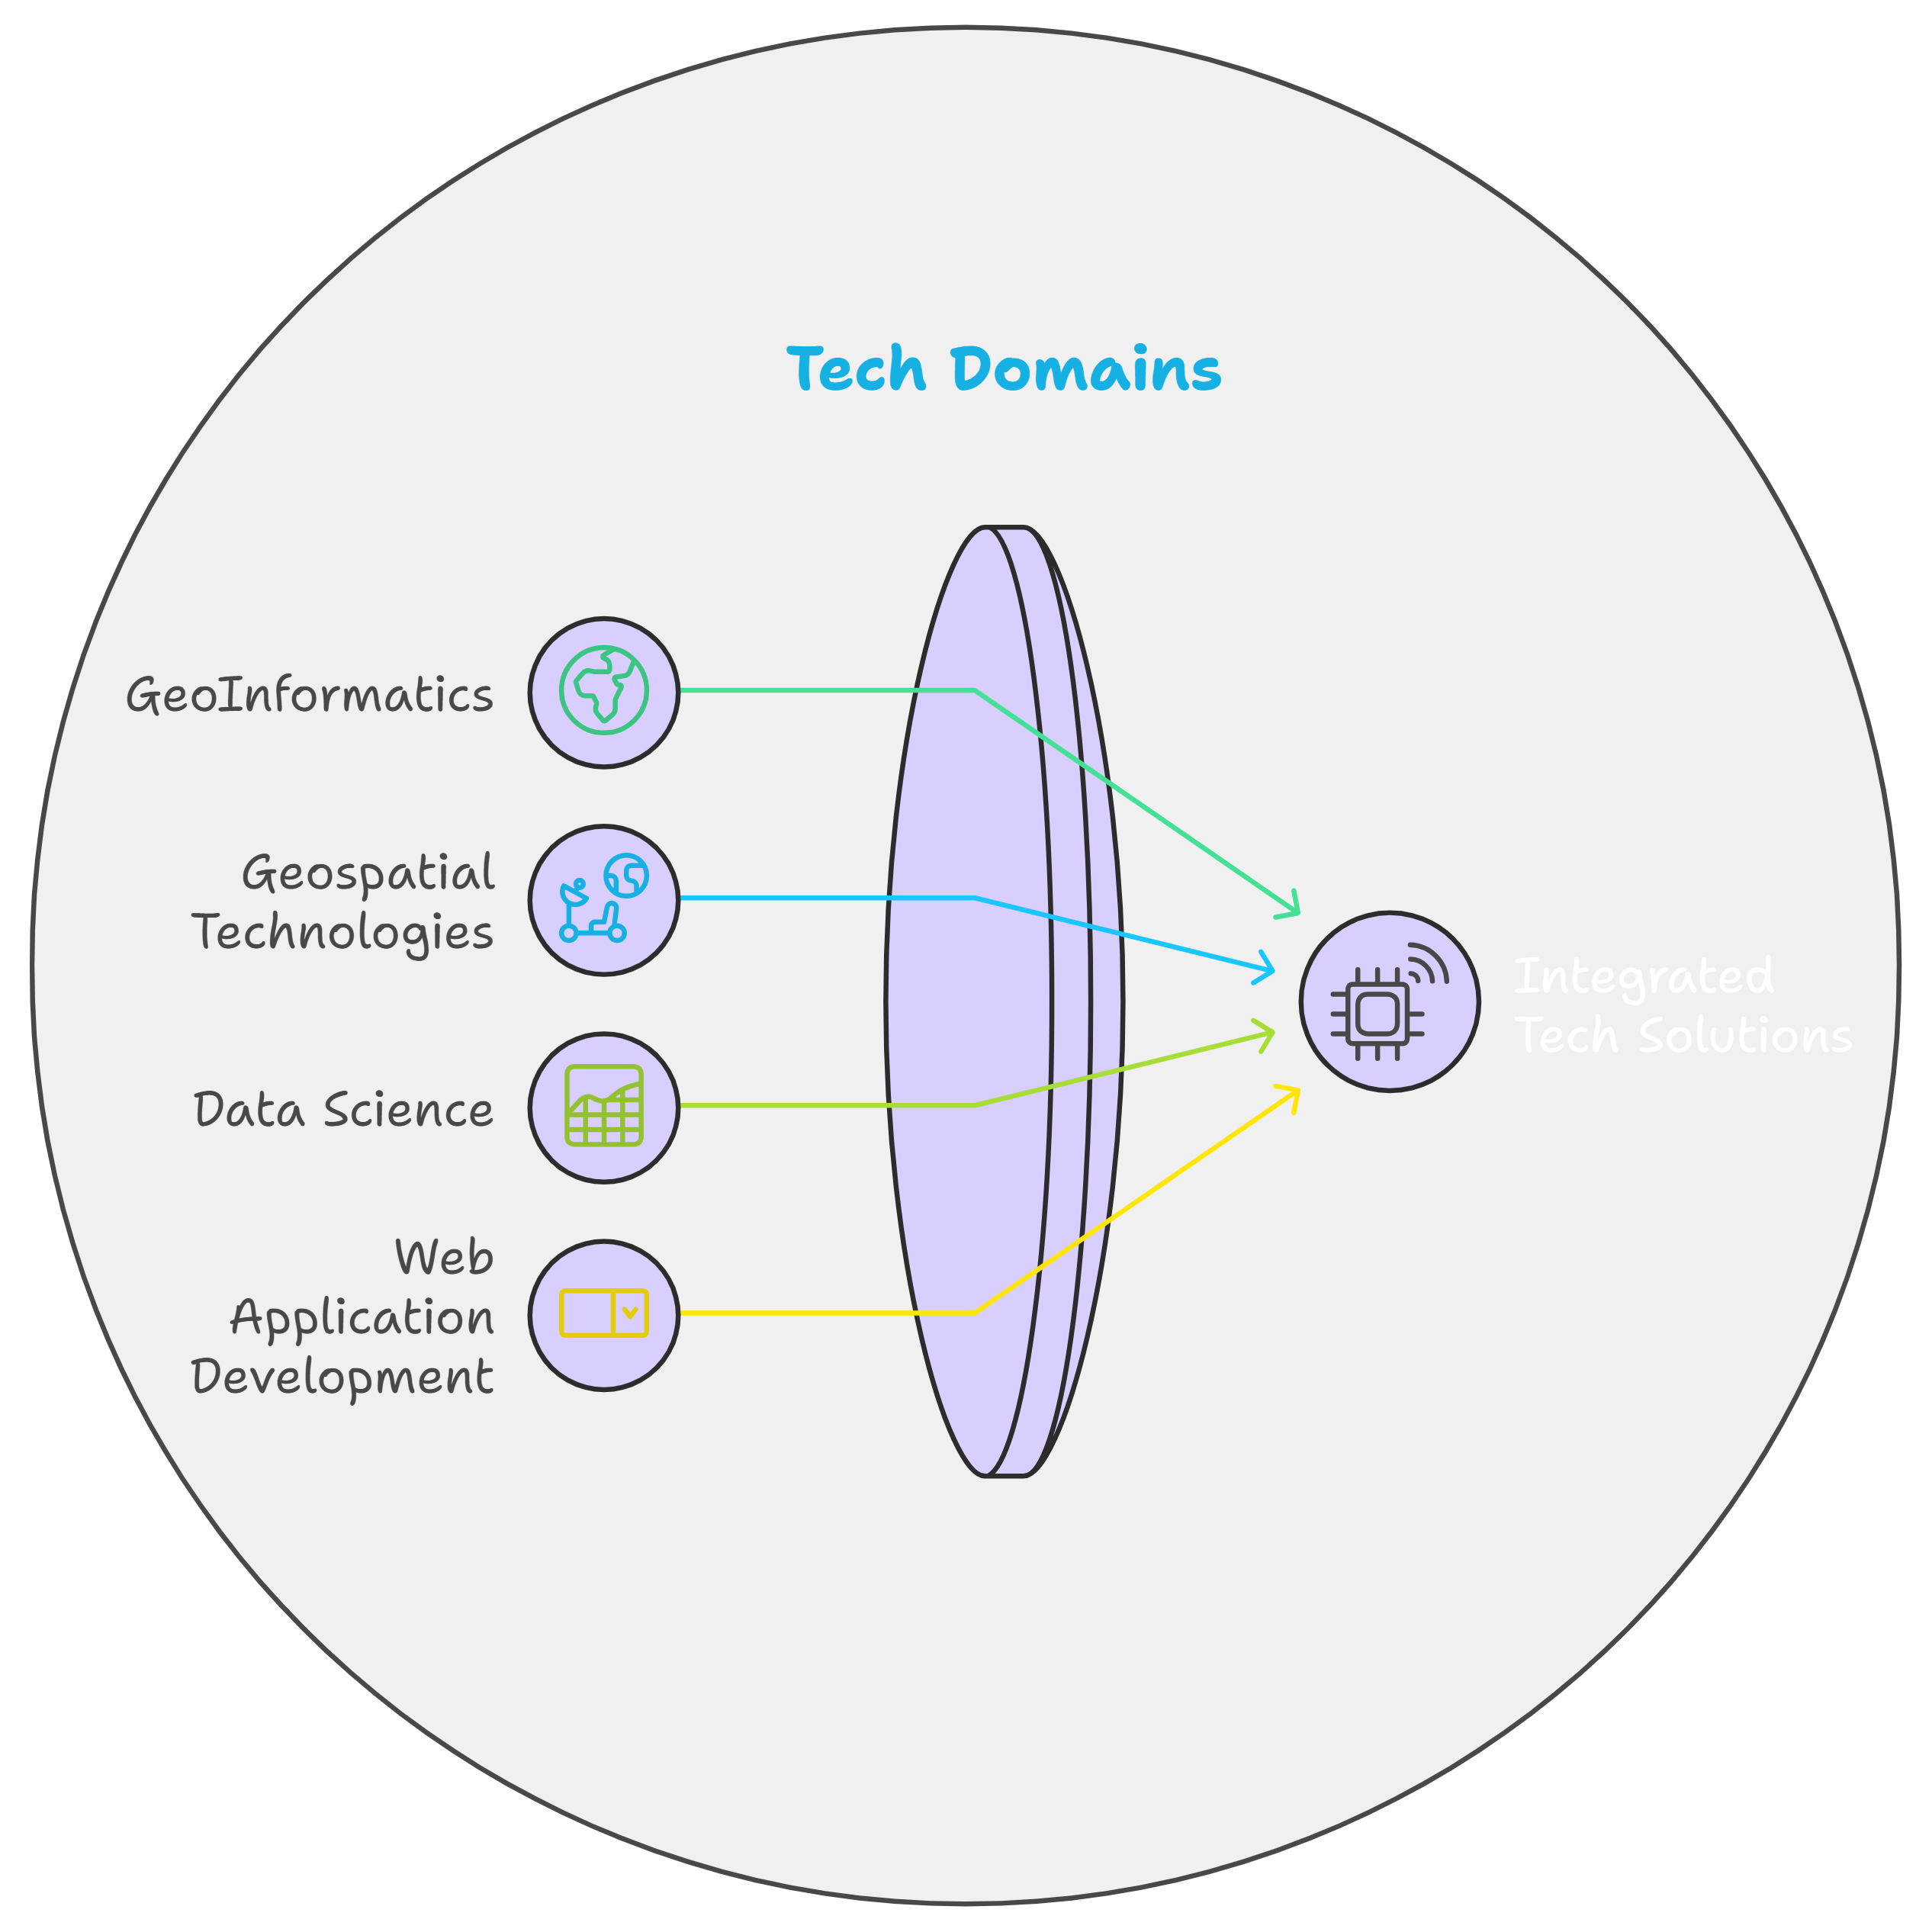 Tech Domains
GeoInformatics
Geospatial
Technologies
Data Science
Web
Application
Development
Integrated
Tech Solutions